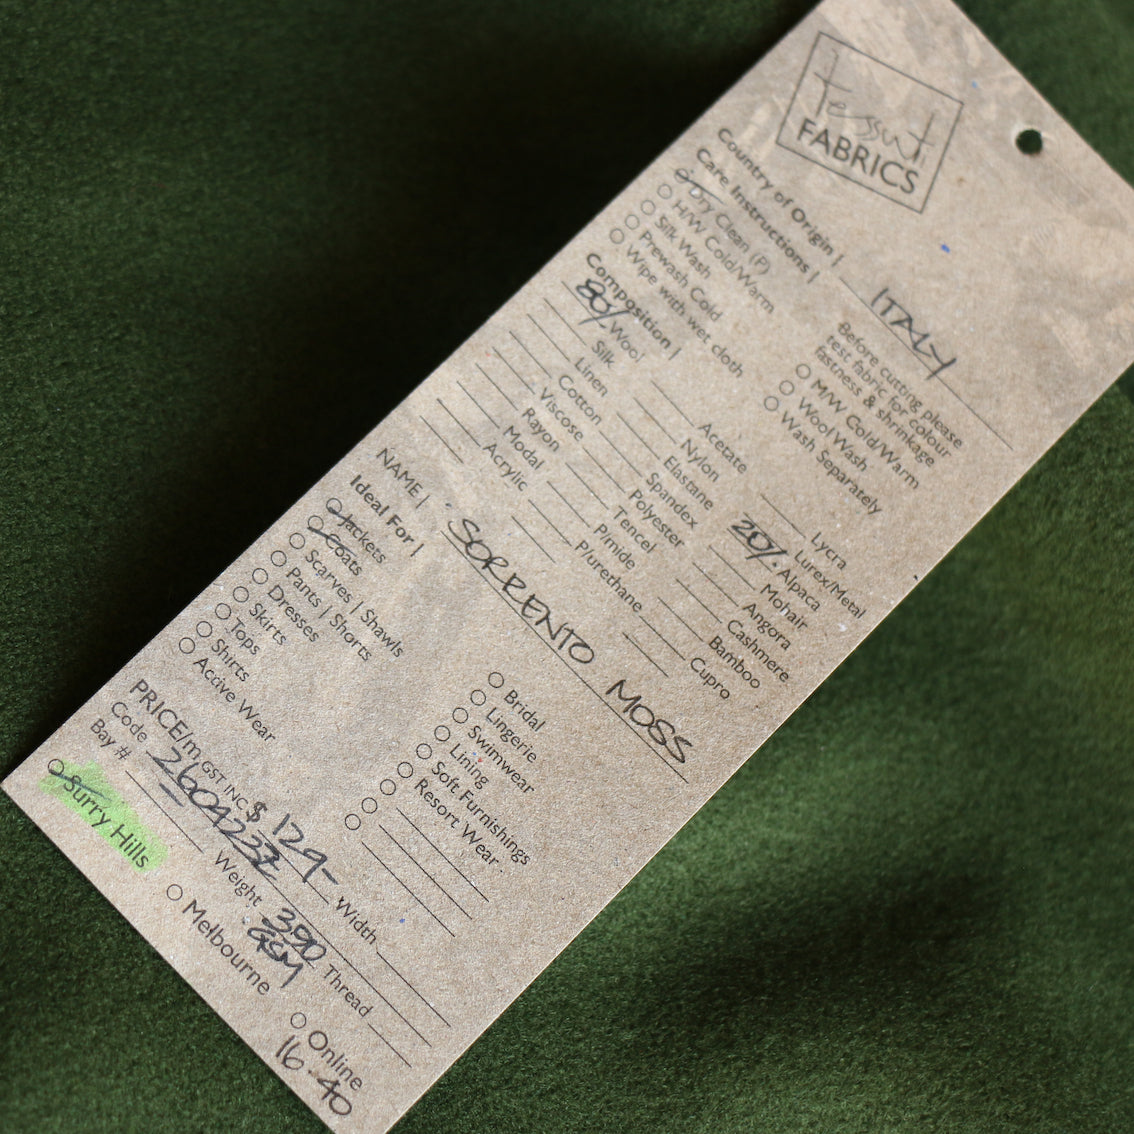 tessuti
FABRICS
Country of Origin | ITALY
Care Instructions |
Dry Clean (P)
H/W Cold/Warm
Silk Wash
Prewash Cold
Wipe with wet cloth
Before cutting please
test fabric for colour
fastness & shrinkage
M/W Cold/Warm
Wool Wash
Wash Separately
Composition |
80% Wool
Silk
Linen
Cotton
Viscose
Rayon
Modal
Acrylic
Acetate
Nylon
Elastane
Spandex
Polyester
Tencel
P/mide
P/urethane
Lycra
Lurex/Metal
20% Alpaca
Mohair
Angora
Cashmere
Bamboo
Cupro
NAME | SORRENTO MOSS
Ideal For |
Jackets
Coats
Scarves | Shawls
Pants | Shorts
Dresses
Skirts
Tops
Shirts
Active Wear
Bridal
Lingerie
Swimwear
Lining
Soft Furnishings
Resort Wear
PRICE/m GST INC $ 129- Width
Code 2604237 Weight 390 GSM Thread
Bay #
Surry Hills Melbourne Online
16.40